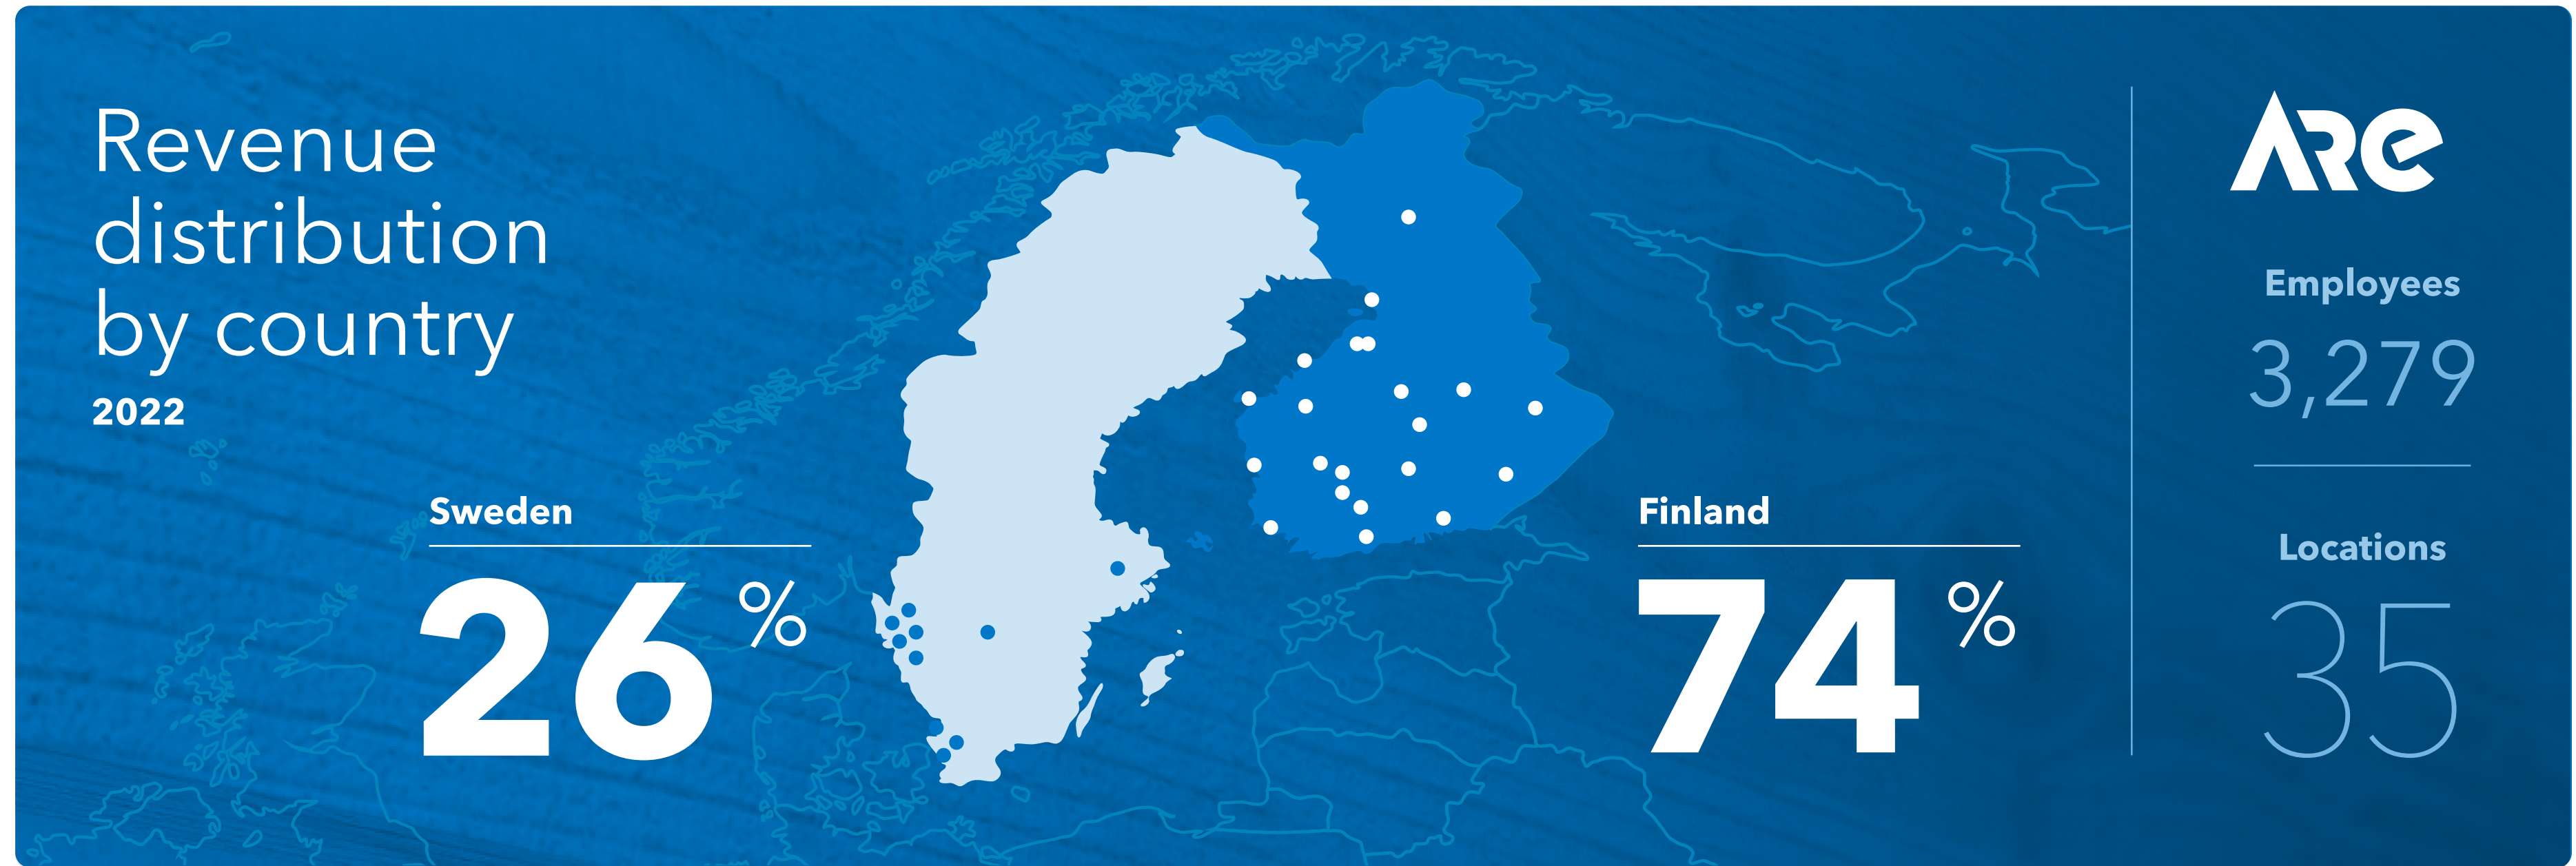 Revenue
distribution
by country
2022
Sweden
26 %
Finland
74 %
ARe
Employees
3,279
Locations
35